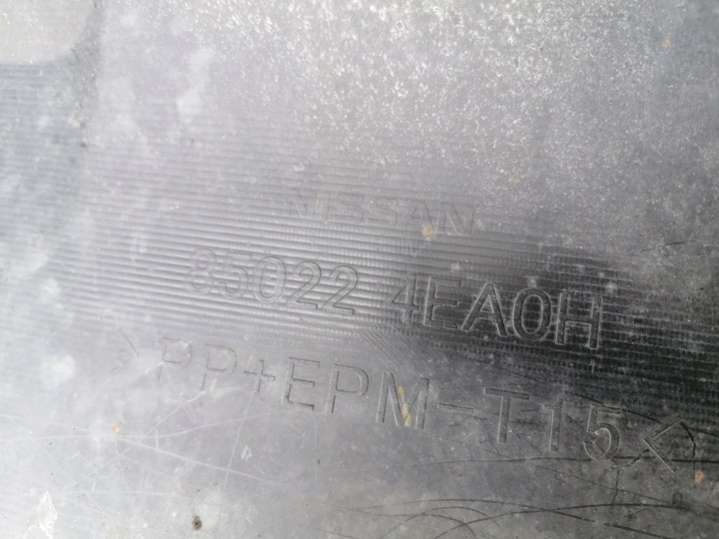 NISSAN
85022 4EA0H
>PP+EPM-T15<